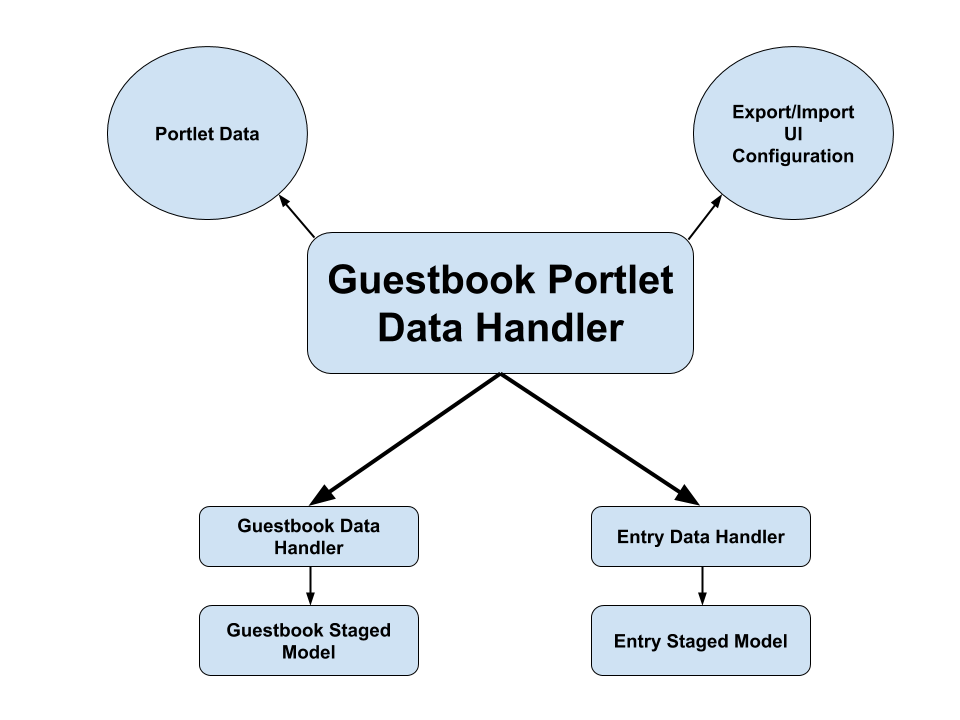 Portlet Data
Export/Import
UI
Configuration
Guestbook Portlet
Data Handler
Guestbook Data
Handler
Entry Data Handler
Guestbook Staged
Model
Entry Staged Model